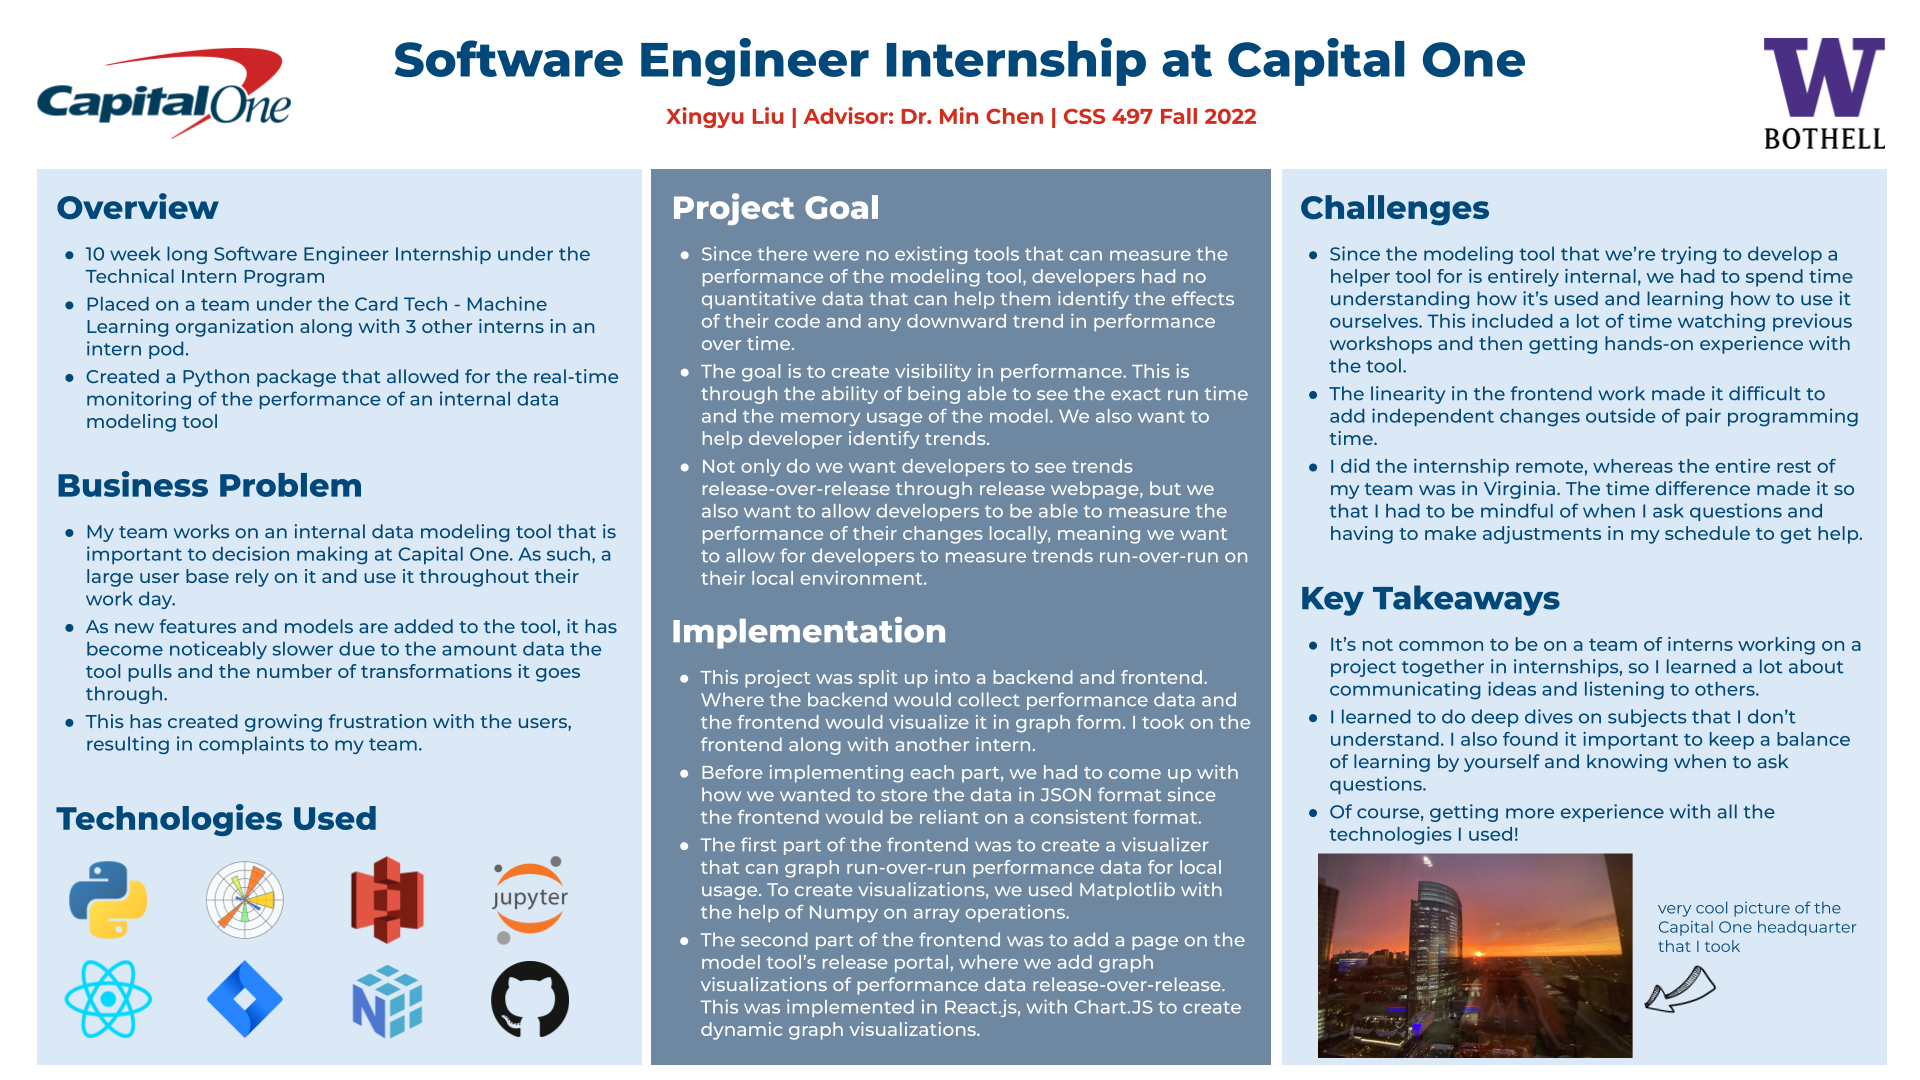 Capital One
Software Engineer Internship at Capital One
Xingyu Liu | Advisor: Dr. Min Chen | CSS 497 Fall 2022
W
BOTHELL
Overview
● 10 week long Software Engineer Internship under the
Technical Intern Program
● Placed on a team under the Card Tech - Machine
Learning organization along with 3 other interns in an
intern pod.
● Created a Python package that allowed for the real-time
monitoring of the performance of an internal data
modeling tool
Business Problem
● My team works on an internal data modeling tool that is
important to decision making at Capital One. As such, a
large user base rely on it and use it throughout their
work day.
● As new features and models are added to the tool, it has
become noticeably slower due to the amount data the
tool pulls and the number of transformations it goes
through.
● This has created growing frustration with the users,
resulting in complaints to my team.
Technologies Used
jupyter
N
Project Goal
● Since there were no existing tools that can measure the
performance of the modeling tool, developers had no
quantitative data that can help them identify the effects
of their code and any downward trend in performance
over time.
● The goal is to create visibility in performance. This is
through the ability of being able to see the exact run time
and the memory usage of the model. We also want to
help developer identify trends.
● Not only do we want developers to see trends
release-over-release through release webpage, but we
also want to allow developers to be able to measure the
performance of their changes locally, meaning we want
to allow for developers to measure trends run-over-run on
their local environment.
Implementation
● This project was split up into a backend and frontend.
Where the backend would collect performance data and
the frontend would visualize it in graph form. I took on the
frontend along with another intern.
● Before implementing each part, we had to come up with
how we wanted to store the data in JSON format since
the frontend would be reliant on a consistent format.
● The first part of the frontend was to create a visualizer
that can graph run-over-run performance data for local
usage. To create visualizations, we used Matplotlib with
the help of Numpy on array operations.
● The second part of the frontend was to add a page on the
model tool's release portal, where we add graph
visualizations of performance data release-over-release.
This was implemented in React.js, with Chart.JS to create
dynamic graph visualizations.
Challenges
● Since the modeling tool that we're trying to develop a
helper tool for is entirely internal, we had to spend time
understanding how it's used and learning how to use it
ourselves. This included a lot of time watching previous
workshops and then getting hands-on experience with
the tool.
● The linearity in the frontend work made it difficult to
add independent changes outside of pair programming
time.
● I did the internship remote, whereas the entire rest of
my team was in Virginia. The time difference made it so
that I had to be mindful of when I ask questions and
having to make adjustments in my schedule to get help.
Key Takeaways
● It's not common to be on a team of interns working on a
project together in internships, so I learned a lot about
communicating ideas and listening to others.
● I learned to do deep dives on subjects that I don't
understand. I also found it important to keep a balance
of learning by yourself and knowing when to ask
questions.
● Of course, getting more experience with all the
technologies I used!
very cool picture of the
Capital One headquarter
that I took